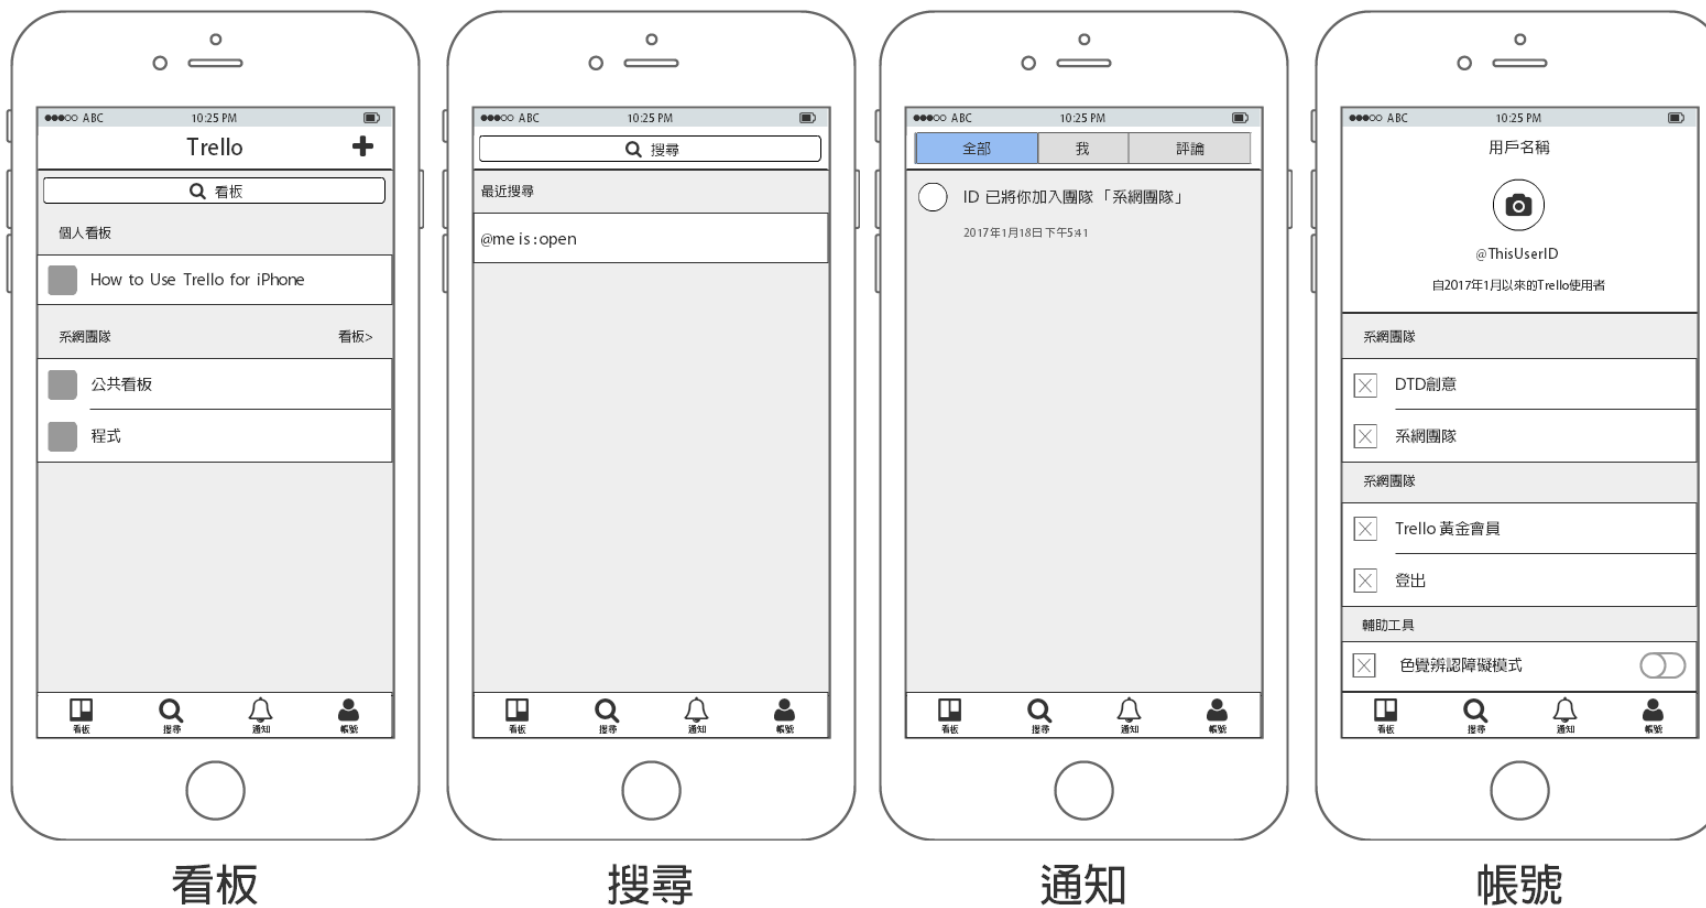 ABC 10:25 PM
Trello
看板
個人看板
How to Use Trello for iPhone
系網團隊 看板>
公共看板
程式
看板 搜尋 通知 帳號
看板
ABC 10:25 PM
搜尋
最近搜尋
@me is:open
看板 搜尋 通知 帳號
搜尋
ABC 10:25 PM
全部 我 評論
ID 已將你加入團隊「系網團隊」
2017年1月18日下午5:41
看板 搜尋 通知 帳號
通知
ABC 10:25 PM
用戶名稱
@ThisUserID
自2017年1月以來的Trello使用者
系網團隊
DTD創意
系網團隊
系網團隊
Trello 黃金會員
登出
輔助工具
色覺辨認障礙模式
看板 搜尋 通知 帳號
帳號